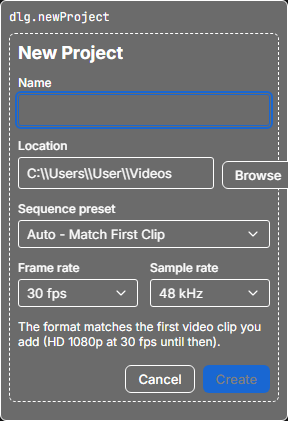 dlg.newProject
New Project
Name
Location
C:\\Users\\User\\Videos
Browse
Sequence preset
Auto - Match First Clip
Frame rate
Sample rate
30 fps
48 kHz
The format matches the first video clip you
add (HD 1080p at 30 fps until then).
Cancel
Create